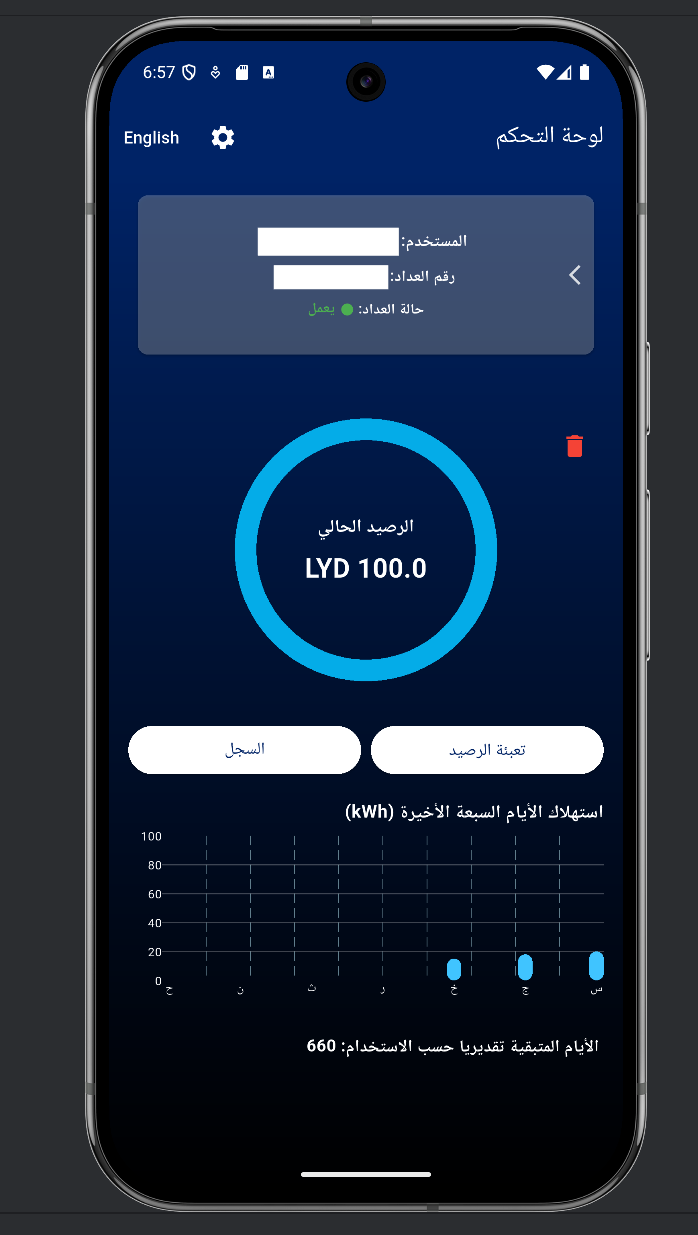 6:57
لوحة التحكم
English
المستخدم:
رقم العداد:
حالة العداد: يعمل
الرصيد الحالي
LYD 100.0
تعبئة الرصيد
السجل
استهلاك الأيام السبعة الأخيرة (kWh)
100
80
60
40
20
0
س ج خ ر ث ن ح
الأيام المتبقية تقديريا حسب الاستخدام: 660